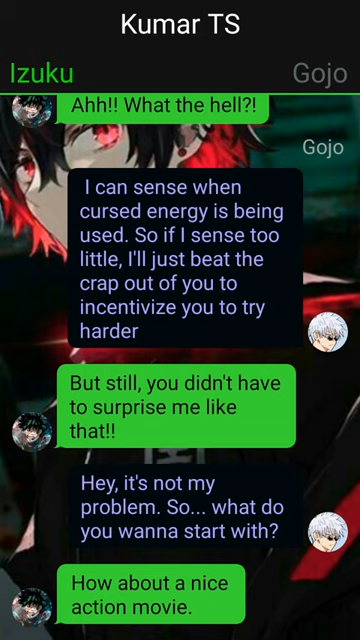 Kumar TS
Izuku
Gojo
Ahh!! What the hell?!
Gojo
I can sense when
cursed energy is being
used. So if I sense too
little, I'll just beat the
crap out of you to
incentivize you to try
harder
But still, you didn't have
to surprise me like
that!!
Hey, it's not my
problem. So... what do
you wanna start with?
How about a nice
action movie.